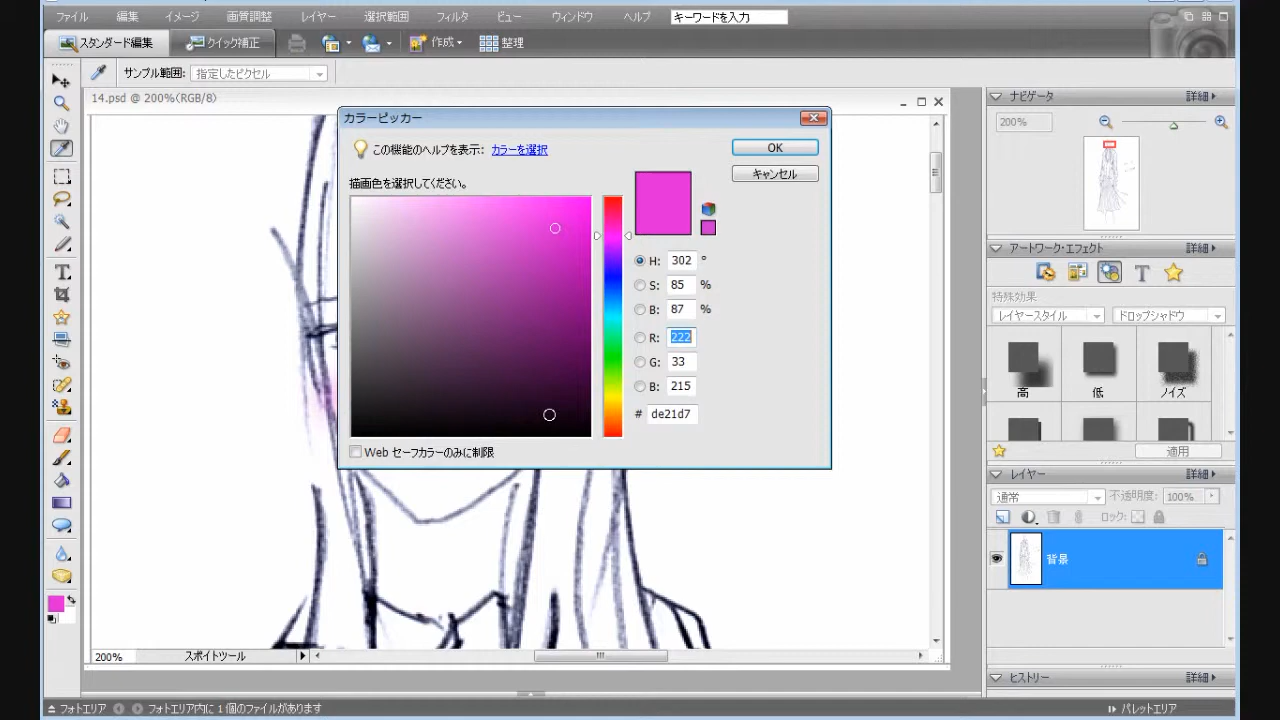 ファイル 編集 イメージ 画質調整 レイヤー 選択範囲 フィルタ ビュー ウィンドウ ヘルプ キーワードを入力
スタンダード編集 クイック補正 作成 整理
サンプル範囲: 指定したピクセル
14.psd @ 200%(RGB/8)
カラーピッカー
この機能のヘルプを表示: カラーを選択
OK
キャンセル
描画色を選択してください。
H: 302 °
S: 85 %
B: 87 %
R: 222
G: 33
B: 215
# de21d7
Web セーフカラーのみに制限
ナビゲータ 詳細
200%
アートワーク・エフェクト 詳細
T
特殊効果
レイヤースタイル ドロップシャドウ
高 低 ノイズ
適用
レイヤー 詳細
通常 不透明度: 100%
ロック:
背景
ヒストリー 詳細
200% スポイトツール
フォトエリア フォトエリア内に 1 個のファイルがあります パレットエリア